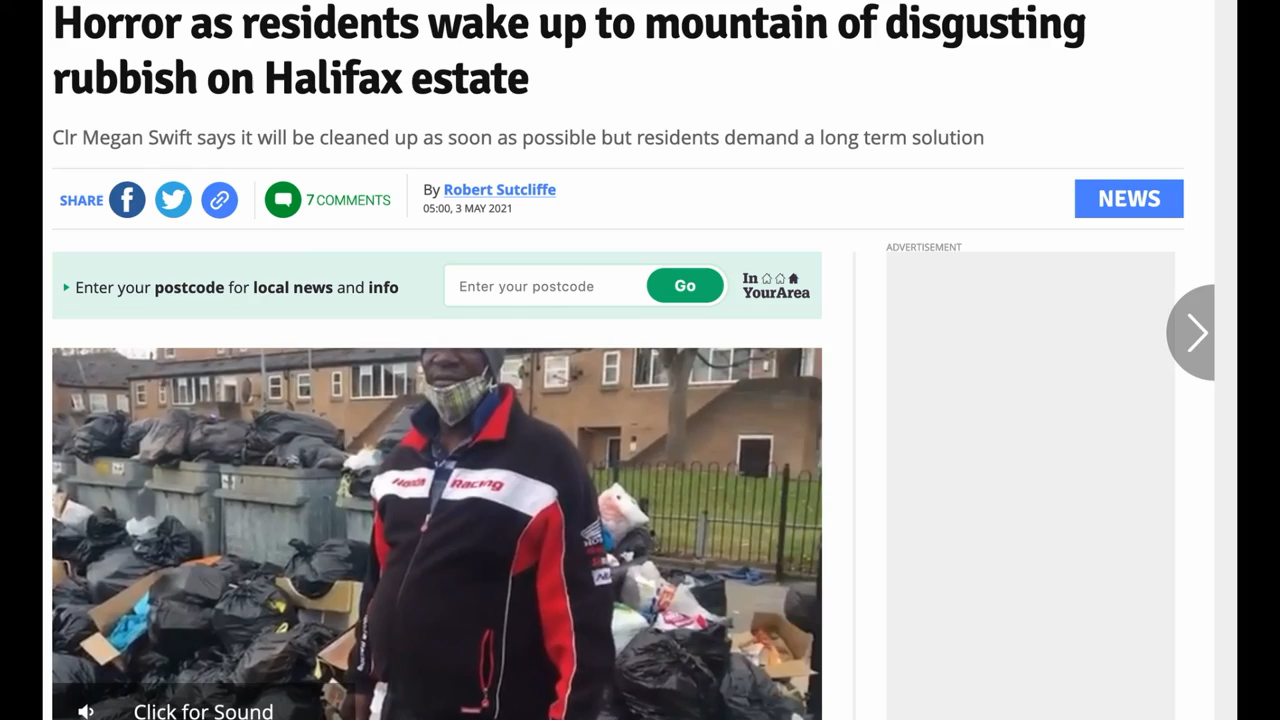 Horror as residents wake up to mountain of disgusting
rubbish on Halifax estate
Clr Megan Swift says it will be cleaned up as soon as possible but residents demand a long term solution
SHARE
7 COMMENTS
By Robert Sutcliffe
05:00, 3 MAY 2021
NEWS
ADVERTISEMENT
Enter your postcode for local news and info
Enter your postcode
Go
In
YourArea
Honda Racing
Click for Sound